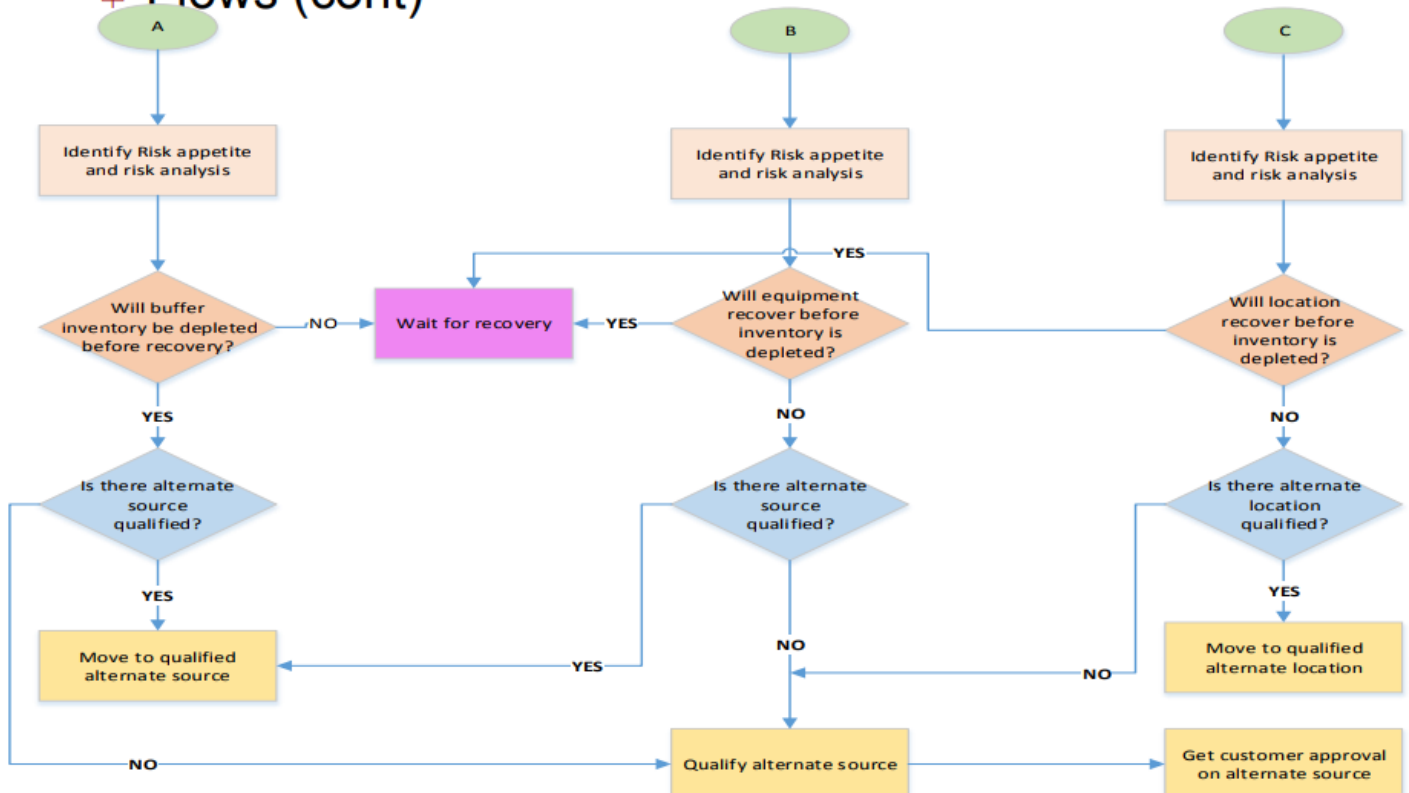 + Flows (cont)
A
B
C
Identify Risk appetite
and risk analysis
Identify Risk appetite
and risk analysis
Identify Risk appetite
and risk analysis
YES
Will buffer
inventory be depleted
before recovery?
NO
Wait for recovery
YES
Will equipment
recover before
inventory is
depleted?
Will location
recover before
inventory is
depleted?
YES
NO
NO
Is there alternate
source
qualified?
Is there alternate
source
qualified?
Is there alternate
location
qualified?
YES
NO
YES
Move to qualified
alternate source
YES
NO
Move to qualified
alternate location
NO
Qualify alternate source
Get customer approval
on alternate source